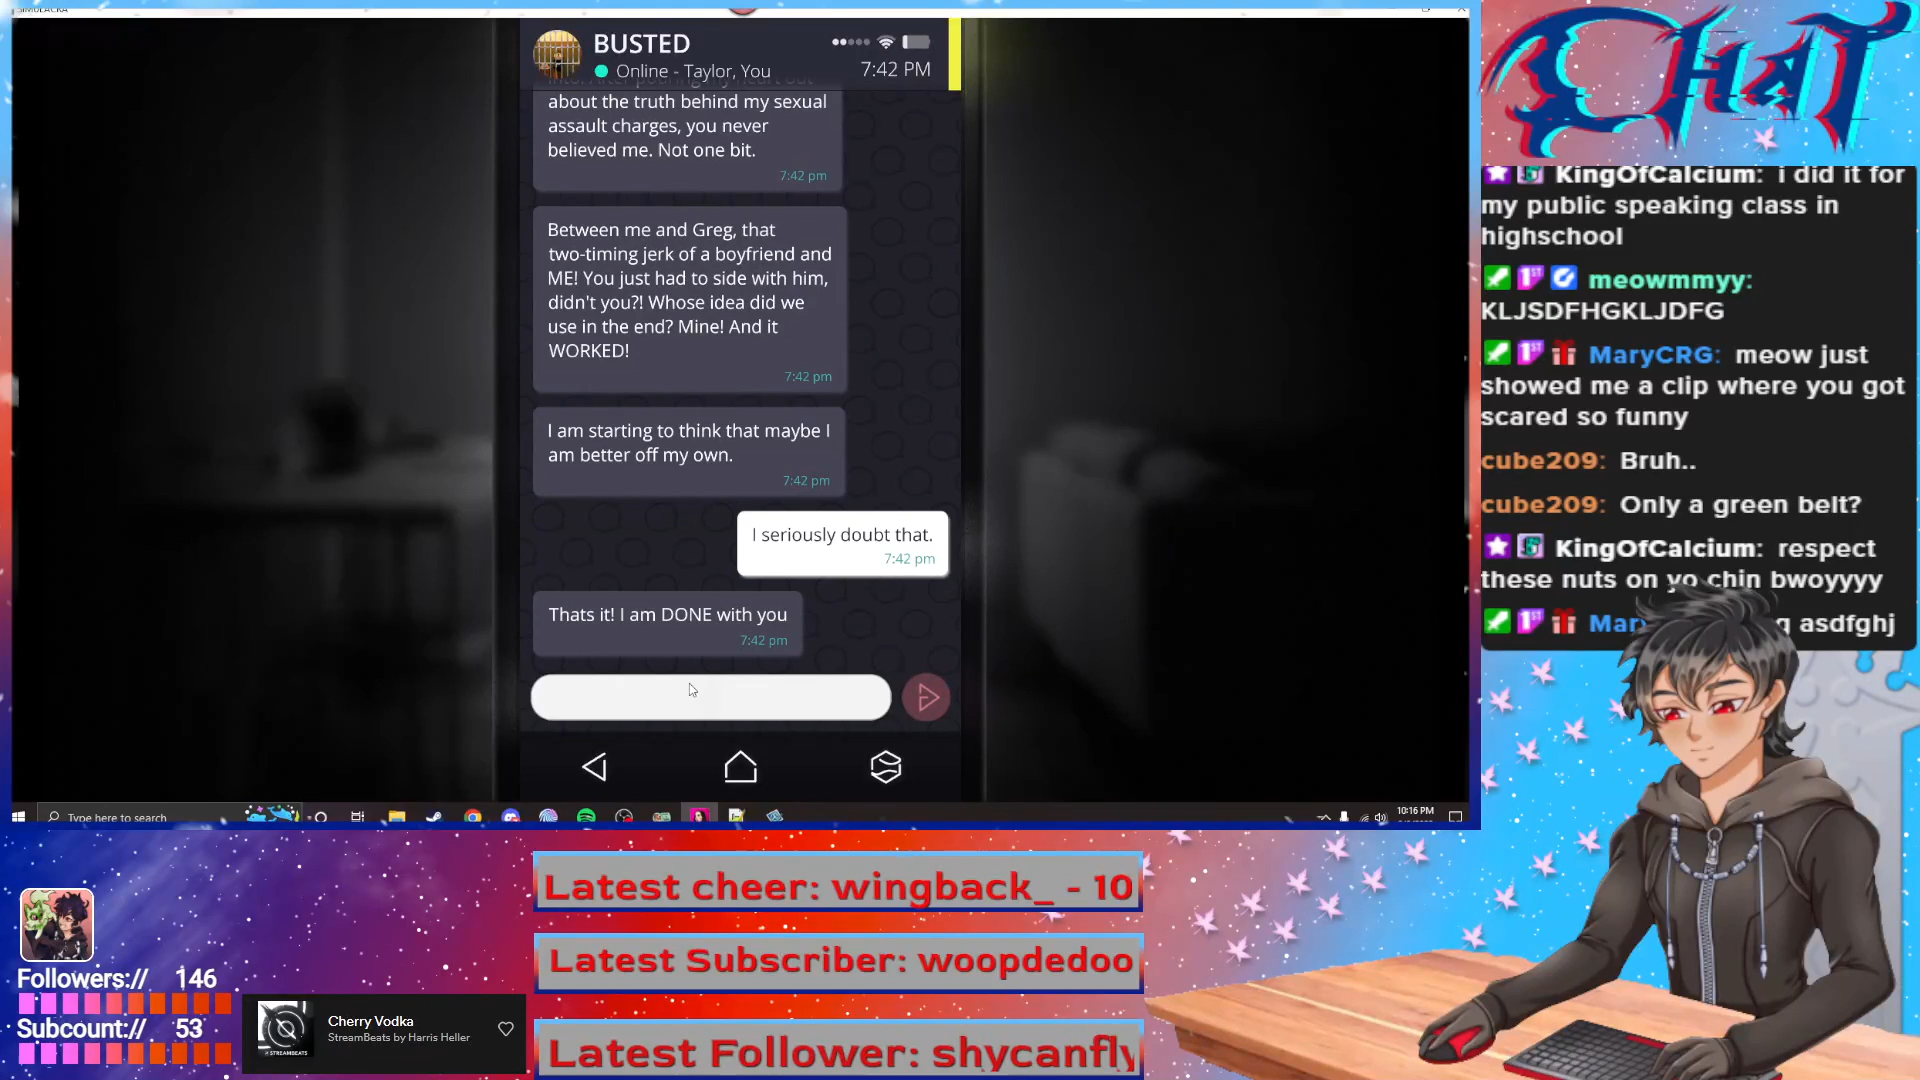 SIMULACRA
BUSTED
Online - Taylor, You
7:42 PM
about the truth behind my sexual
assault charges, you never
believed me. Not one bit.
7:42 pm
Between me and Greg, that
two-timing jerk of a boyfriend and
ME! You just had to side with him,
didn't you?! Whose idea did we
use in the end? Mine! And it
WORKED!
7:42 pm
I am starting to think that maybe I
am better off my own.
7:42 pm
I seriously doubt that.
7:42 pm
Thats it! I am DONE with you
7:42 pm
Type here to search
10:16 PM
ChaT
KingOfCalcium: i did it for
my public speaking class in
highschool
meowmmyy:
KLJSDFHGKLJDFG
MaryCRG: meow just
showed me a clip where you got
scared so funny
cube209: Bruh..
cube209: Only a green belt?
KingOfCalcium: respect
these nuts on yo chin bwoyyyy
asdfghj
Latest cheer: wingback_ - 10
Latest Subscriber: woopdedoo
Latest Follower: shycanfly
Followers:// 146
Subcount:// 53
STREAMBEATS
Cherry Vodka
StreamBeats by Harris Heller